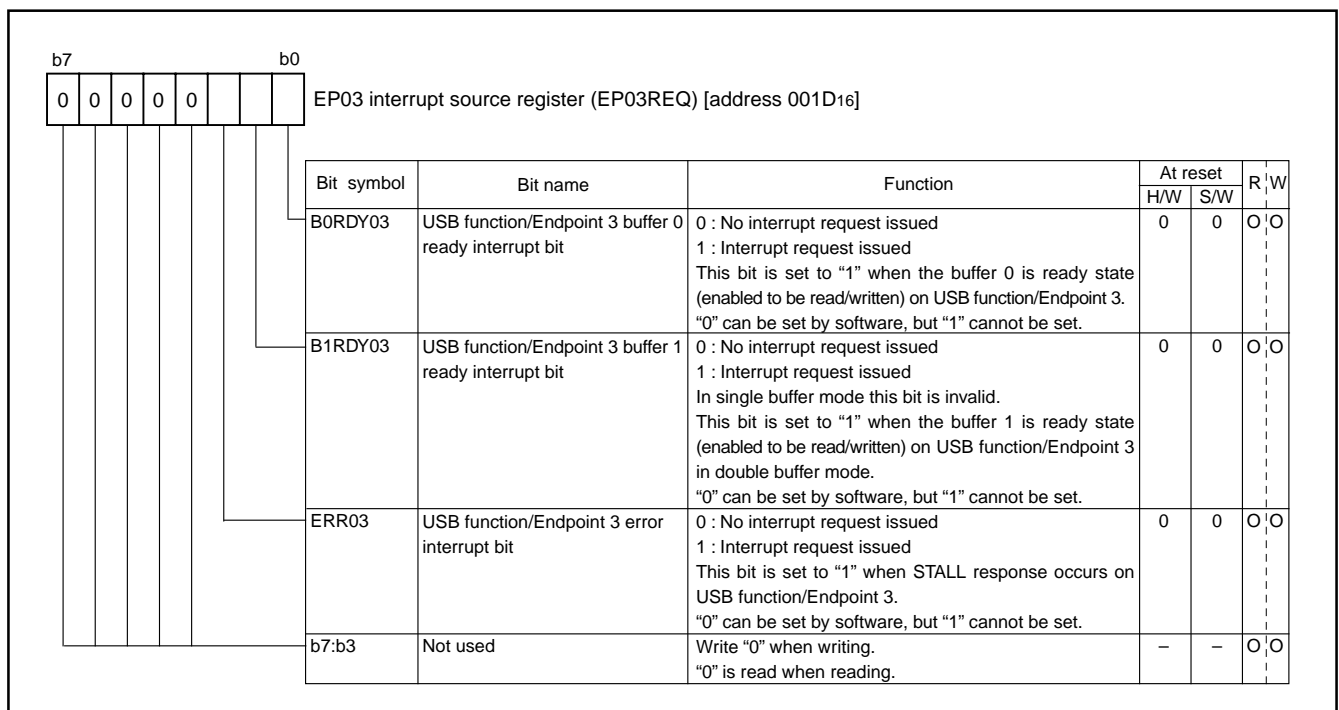 b7 b0
0 0 0 0 0
EP03 interrupt source register (EP03REQ) [address 001D16]
Bit symbol Bit name Function At reset R W
H/W S/W
B0RDY03 USB function/Endpoint 3 buffer 0 0 : No interrupt request issued 0 0 O O
ready interrupt bit 1 : Interrupt request issued
This bit is set to “1” when the buffer 0 is ready state
(enabled to be read/written) on USB function/Endpoint 3.
“0” can be set by software, but “1” cannot be set.
B1RDY03 USB function/Endpoint 3 buffer 1 0 : No interrupt request issued 0 0 O O
ready interrupt bit 1 : Interrupt request issued
In single buffer mode this bit is invalid.
This bit is set to “1” when the buffer 1 is ready state
(enabled to be read/written) on USB function/Endpoint 3
in double buffer mode.
“0” can be set by software, but “1” cannot be set.
ERR03 USB function/Endpoint 3 error 0 : No interrupt request issued 0 0 O O
interrupt bit 1 : Interrupt request issued
This bit is set to “1” when STALL response occurs on
USB function/Endpoint 3.
“0” can be set by software, but “1” cannot be set.
b7:b3 Not used Write “0” when writing. – – O O
“0” is read when reading.